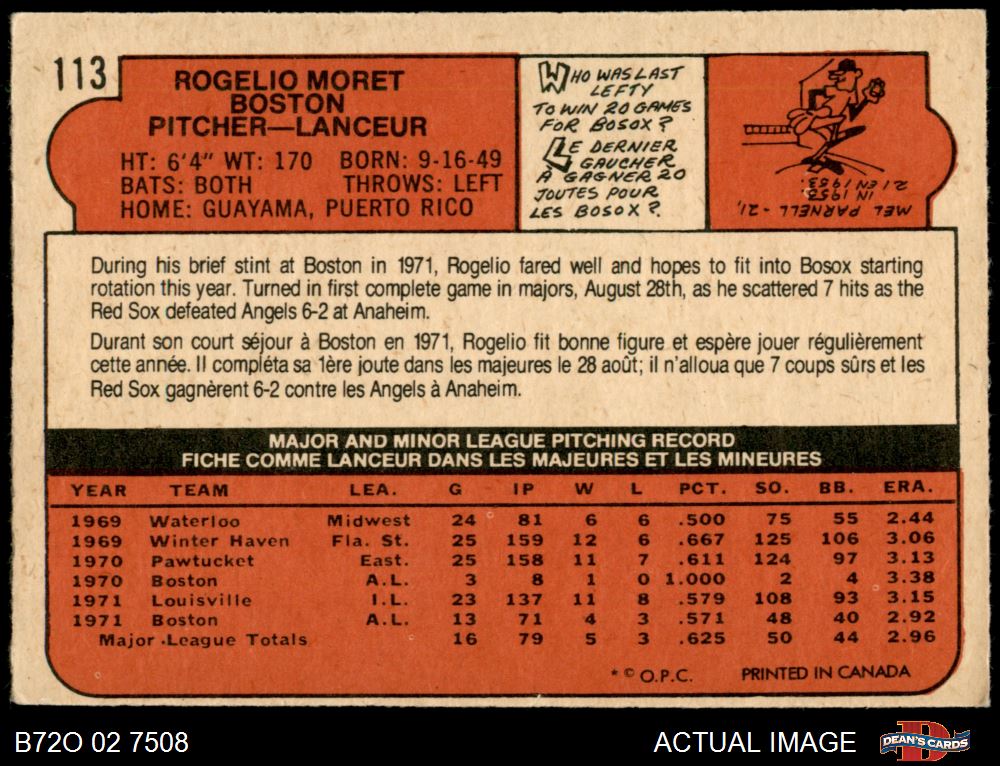 113
ROGELIO MORET
BOSTON
PITCHER—LANCEUR
HT: 6'4" WT: 170 BORN: 9-16-49
BATS: BOTH THROWS: LEFT
HOME: GUAYAMA, PUERTO RICO
WHO WAS LAST
LEFTY
TO WIN 20 GAMES
FOR BOSOX?
LE DERNIER
GAUCHER
À GAGNER 20
JOUTES POUR
LES BOSOX?
MEL PARNELL - 21,
IN 1953
21 EN 1953.
During his brief stint at Boston in 1971, Rogelio fared well and hopes to fit into Bosox starting
rotation this year. Turned in first complete game in majors, August 28th, as he scattered 7 hits as the
Red Sox defeated Angels 6-2 at Anaheim.
Durant son court séjour à Boston en 1971, Rogelio fit bonne figure et espère jouer régulièrement
cette année. Il compléta sa 1ère joute dans les majeures le 28 août; il n'alloua que 7 coups sûrs et les
Red Sox gagnèrent 6-2 contre les Angels à Anaheim.
MAJOR AND MINOR LEAGUE PITCHING RECORD
FICHE COMME LANCEUR DANS LES MAJEURES ET LES MINEURES
YEAR TEAM LEA. G IP W L PCT. SO. BB. ERA.
1969 Waterloo Midwest 24 81 6 6 .500 75 55 2.44
1969 Winter Haven Fla. St. 25 159 12 6 .667 125 106 3.06
1970 Pawtucket East. 25 158 11 7 .611 124 97 3.13
1970 Boston A.L. 3 8 1 0 1.000 2 4 3.38
1971 Louisville I.L. 23 137 11 8 .579 108 93 3.15
1971 Boston A.L. 13 71 4 3 .571 48 40 2.92
Major League Totals 16 79 5 3 .625 50 44 2.96
* © O.P.C. PRINTED IN CANADA
B72O 02 7508
ACTUAL IMAGE
D
DEAN'S CARDS